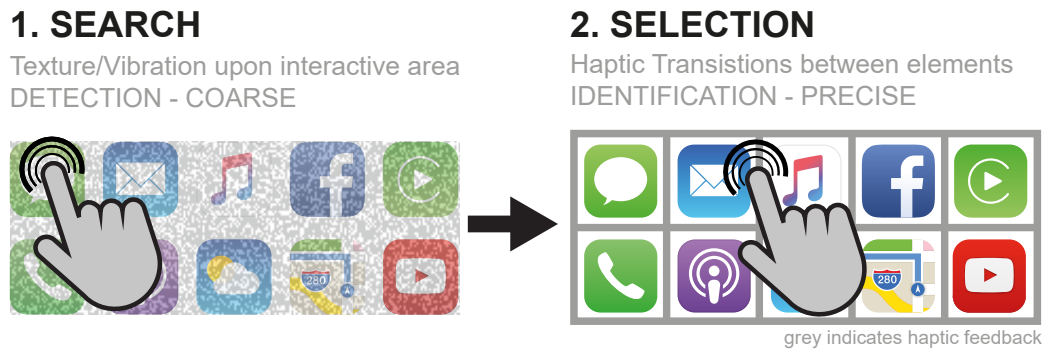 1. SEARCH
Texture/Vibration upon interactive area
DETECTION - COARSE
2. SELECTION
Haptic Transistions between elements
IDENTIFICATION - PRECISE
280
280
grey indicates haptic feedback